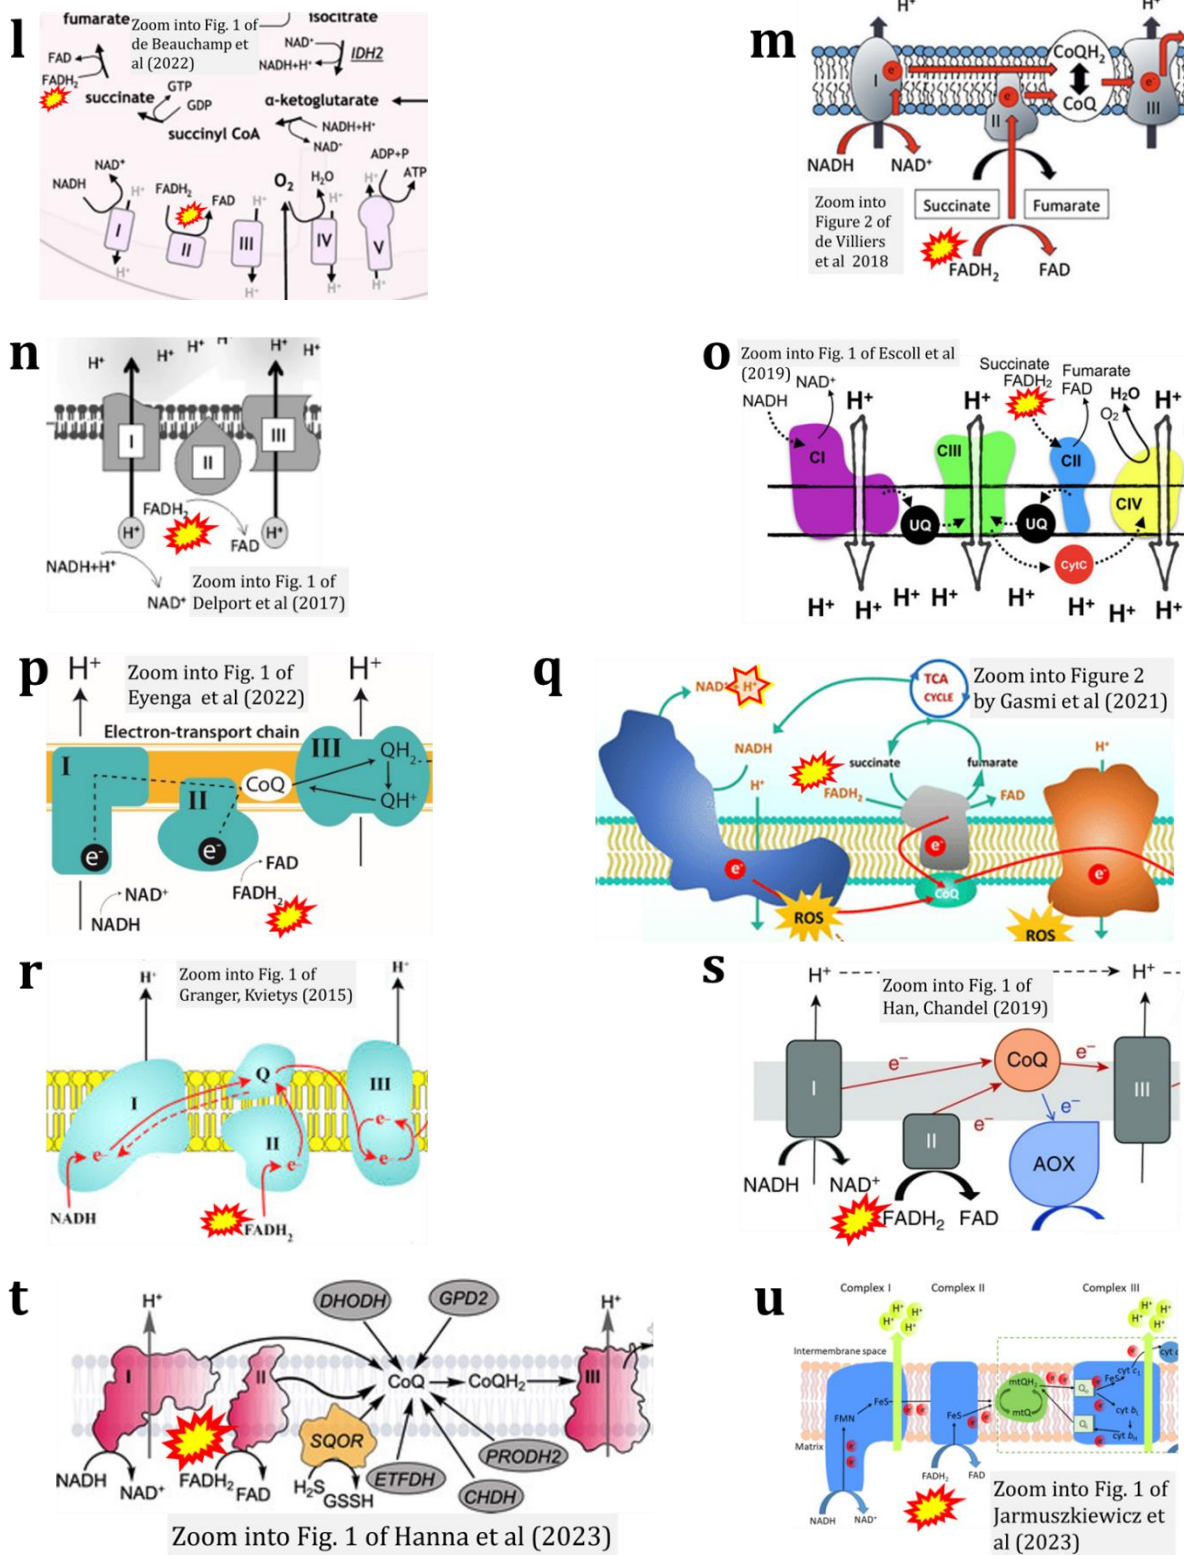 l
fumarate
Zoom into Fig. 1 of
de Beauchamp et
al (2022)
isocitrate
FAD
FADH₂
NAD⁺
NADH+H⁺
IDH2
succinate
GTP
GDP
α-ketoglutarate
succinyl CoA
NADH+H⁺
NAD⁺
NADH
NAD⁺
FADH₂
FAD
O₂
H₂O
ADP+P
ATP
H⁺
H⁺
H⁺
H⁺
I
II
III
IV
V
H⁺
H⁺
H⁺
m
H⁺
H⁺
CoQH₂
CoQ
I
e⁻
e⁻
II
e⁻
III
NADH
NAD⁺
Zoom into
Figure 2 of
de Villiers
et al 2018
Succinate
Fumarate
FADH₂
FAD
n
H⁺
H⁺
H⁺
H⁺
H⁺
H⁺
I
II
III
FADH₂
H⁺
FAD
H⁺
NADH+H⁺
NAD⁺
Zoom into Fig. 1 of
Delport et al (2017)
o
Zoom into Fig. 1 of Escoll et al
(2019)
NAD⁺
NADH
H⁺
H⁺
Succinate
FADH₂
Fumarate
FAD
H₂O
O₂
H⁺
CI
CIII
CII
CIV
UQ
UQ
CytC
H⁺
H⁺
H⁺
H⁺
H⁺
H⁺
H⁺
H⁺
p
H⁺
Zoom into Fig. 1 of
Eyenga et al (2022)
H⁺
Electron-transport chain
I
II
CoQ
III
QH₂
QH⁺
e⁻
e⁻
NAD⁺
NADH
FAD
FADH₂
q
NAD⁺ + H⁺
TCA
CYCLE
Zoom into Figure 2
by Gasmi et al (2021)
NADH
H⁺
succinate
fumarate
FADH₂
FAD
H⁺
e⁻
e⁻
e⁻
CoQ
ROS
ROS
r
H⁺
Zoom into Fig. 1 of
Granger, Kvietys (2015)
H⁺
I
Q
II
III
e⁻
e⁻
e⁻
e⁻
NADH
FADH₂
s
H⁺
H⁺
Zoom into Fig. 1 of
Han, Chandel (2019)
I
e⁻
CoQ
e⁻
III
II
e⁻
e⁻
AOX
NADH
NAD⁺
FADH₂
FAD
t
H⁺
DHODH
GPD2
H⁺
I
II
CoQ
CoQH₂
III
SQOR
NADH
NAD⁺
FADH₂
FAD
H₂S
GSSH
ETFDH
PRODH2
CHDH
Zoom into Fig. 1 of Hanna et al (2023)
u
Complex I
Complex II
Complex III
H⁺
H⁺
H⁺
H⁺
H⁺
H⁺
H⁺
H⁺
Intermembrane space
FeS
FMN
FeS
mtQH₂
mtQ
Qₒ
Qᵢ
FeS
cyt c₁
cyt c
cyt b_L
cyt b_H
Matrix
FADH₂
FAD
NADH
NAD⁺
Zoom into Fig. 1 of
Jarmuszkiewicz et
al (2023)